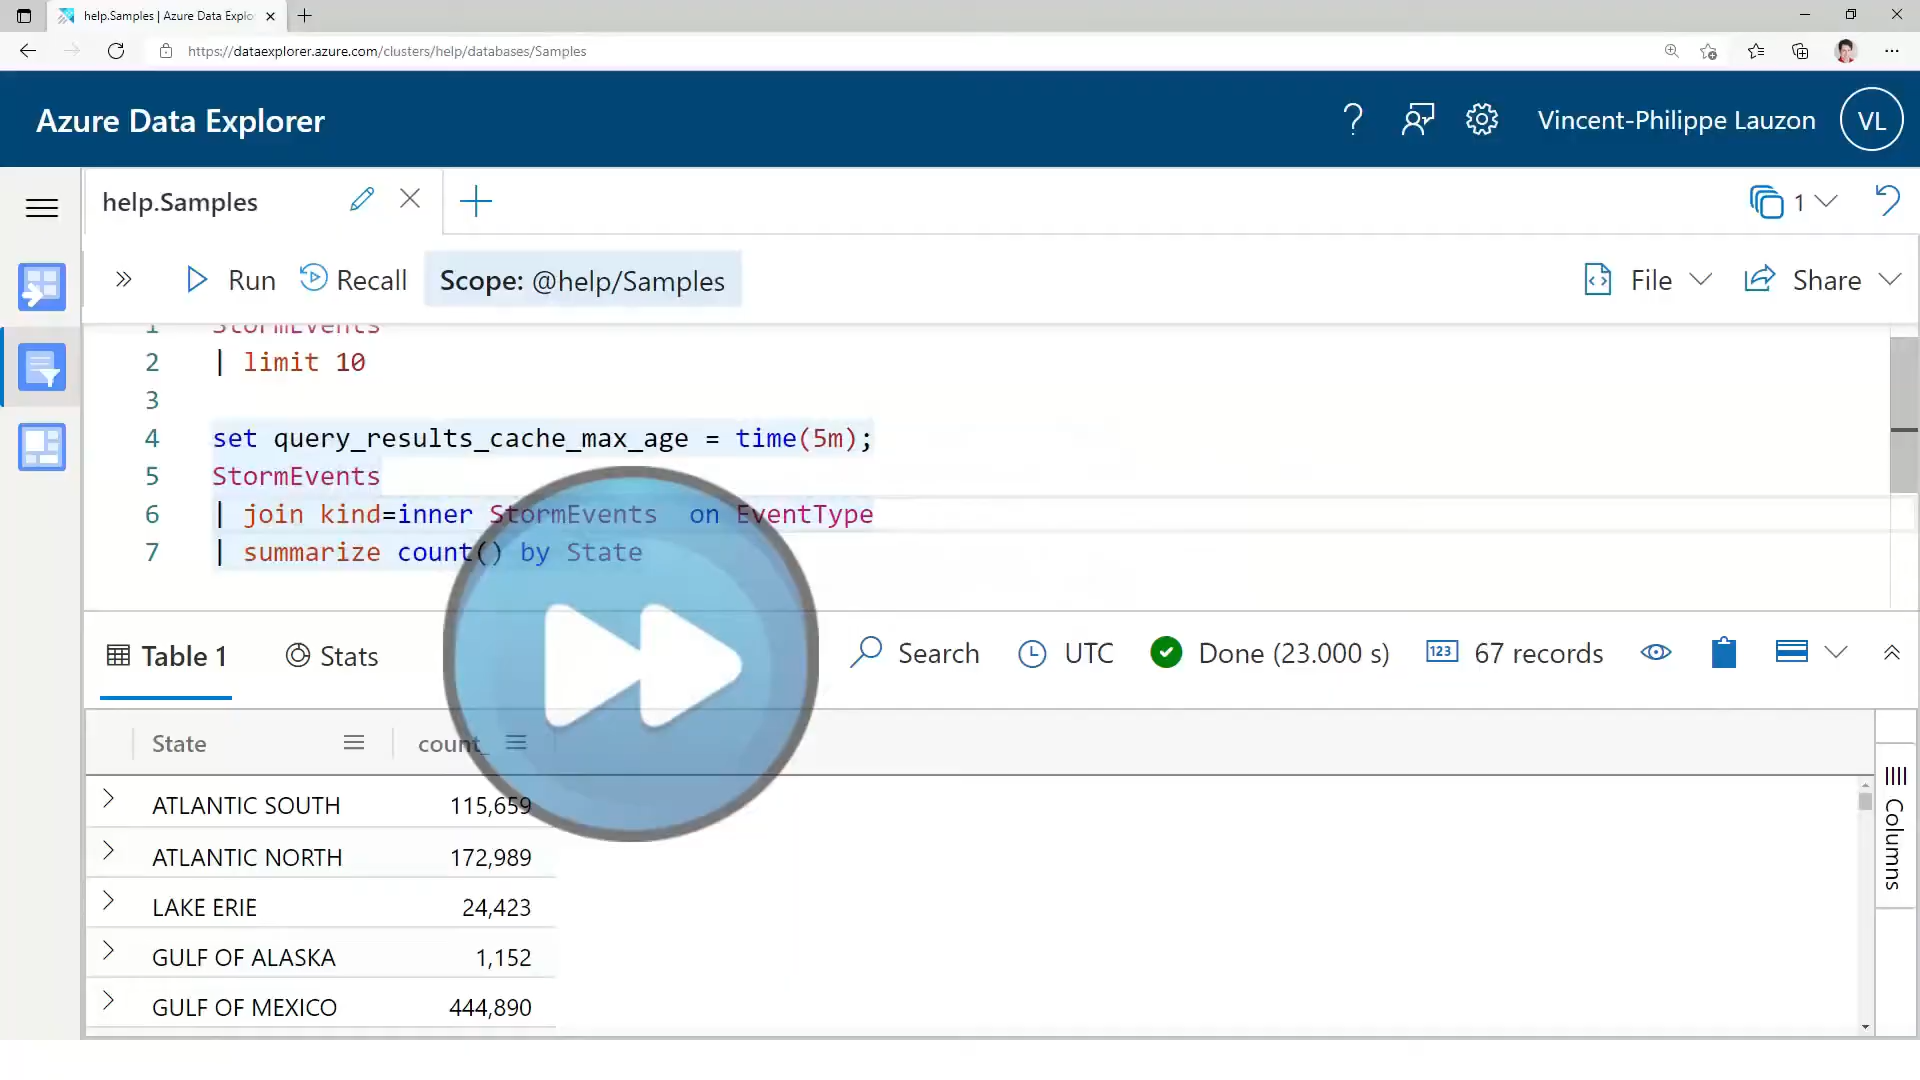 help.Samples | Azure Data Explo
https://dataexplorer.azure.com/clusters/help/databases/Samples
Azure Data Explorer
Vincent-Philippe Lauzon
VL
help.Samples
1
Run
Recall
Scope: @help/Samples
File
Share
1 StormEvents
2 | limit 10
3
4 set query_results_cache_max_age = time(5m);
5 StormEvents
6 | join kind=inner StormEvents on EventType
7 | summarize count() by State
Table 1
Stats
Search
UTC
Done (23.000 s)
123
67 records
State
count_
Columns
ATLANTIC SOUTH 115,659
ATLANTIC NORTH 172,989
LAKE ERIE 24,423
GULF OF ALASKA 1,152
GULF OF MEXICO 444,890